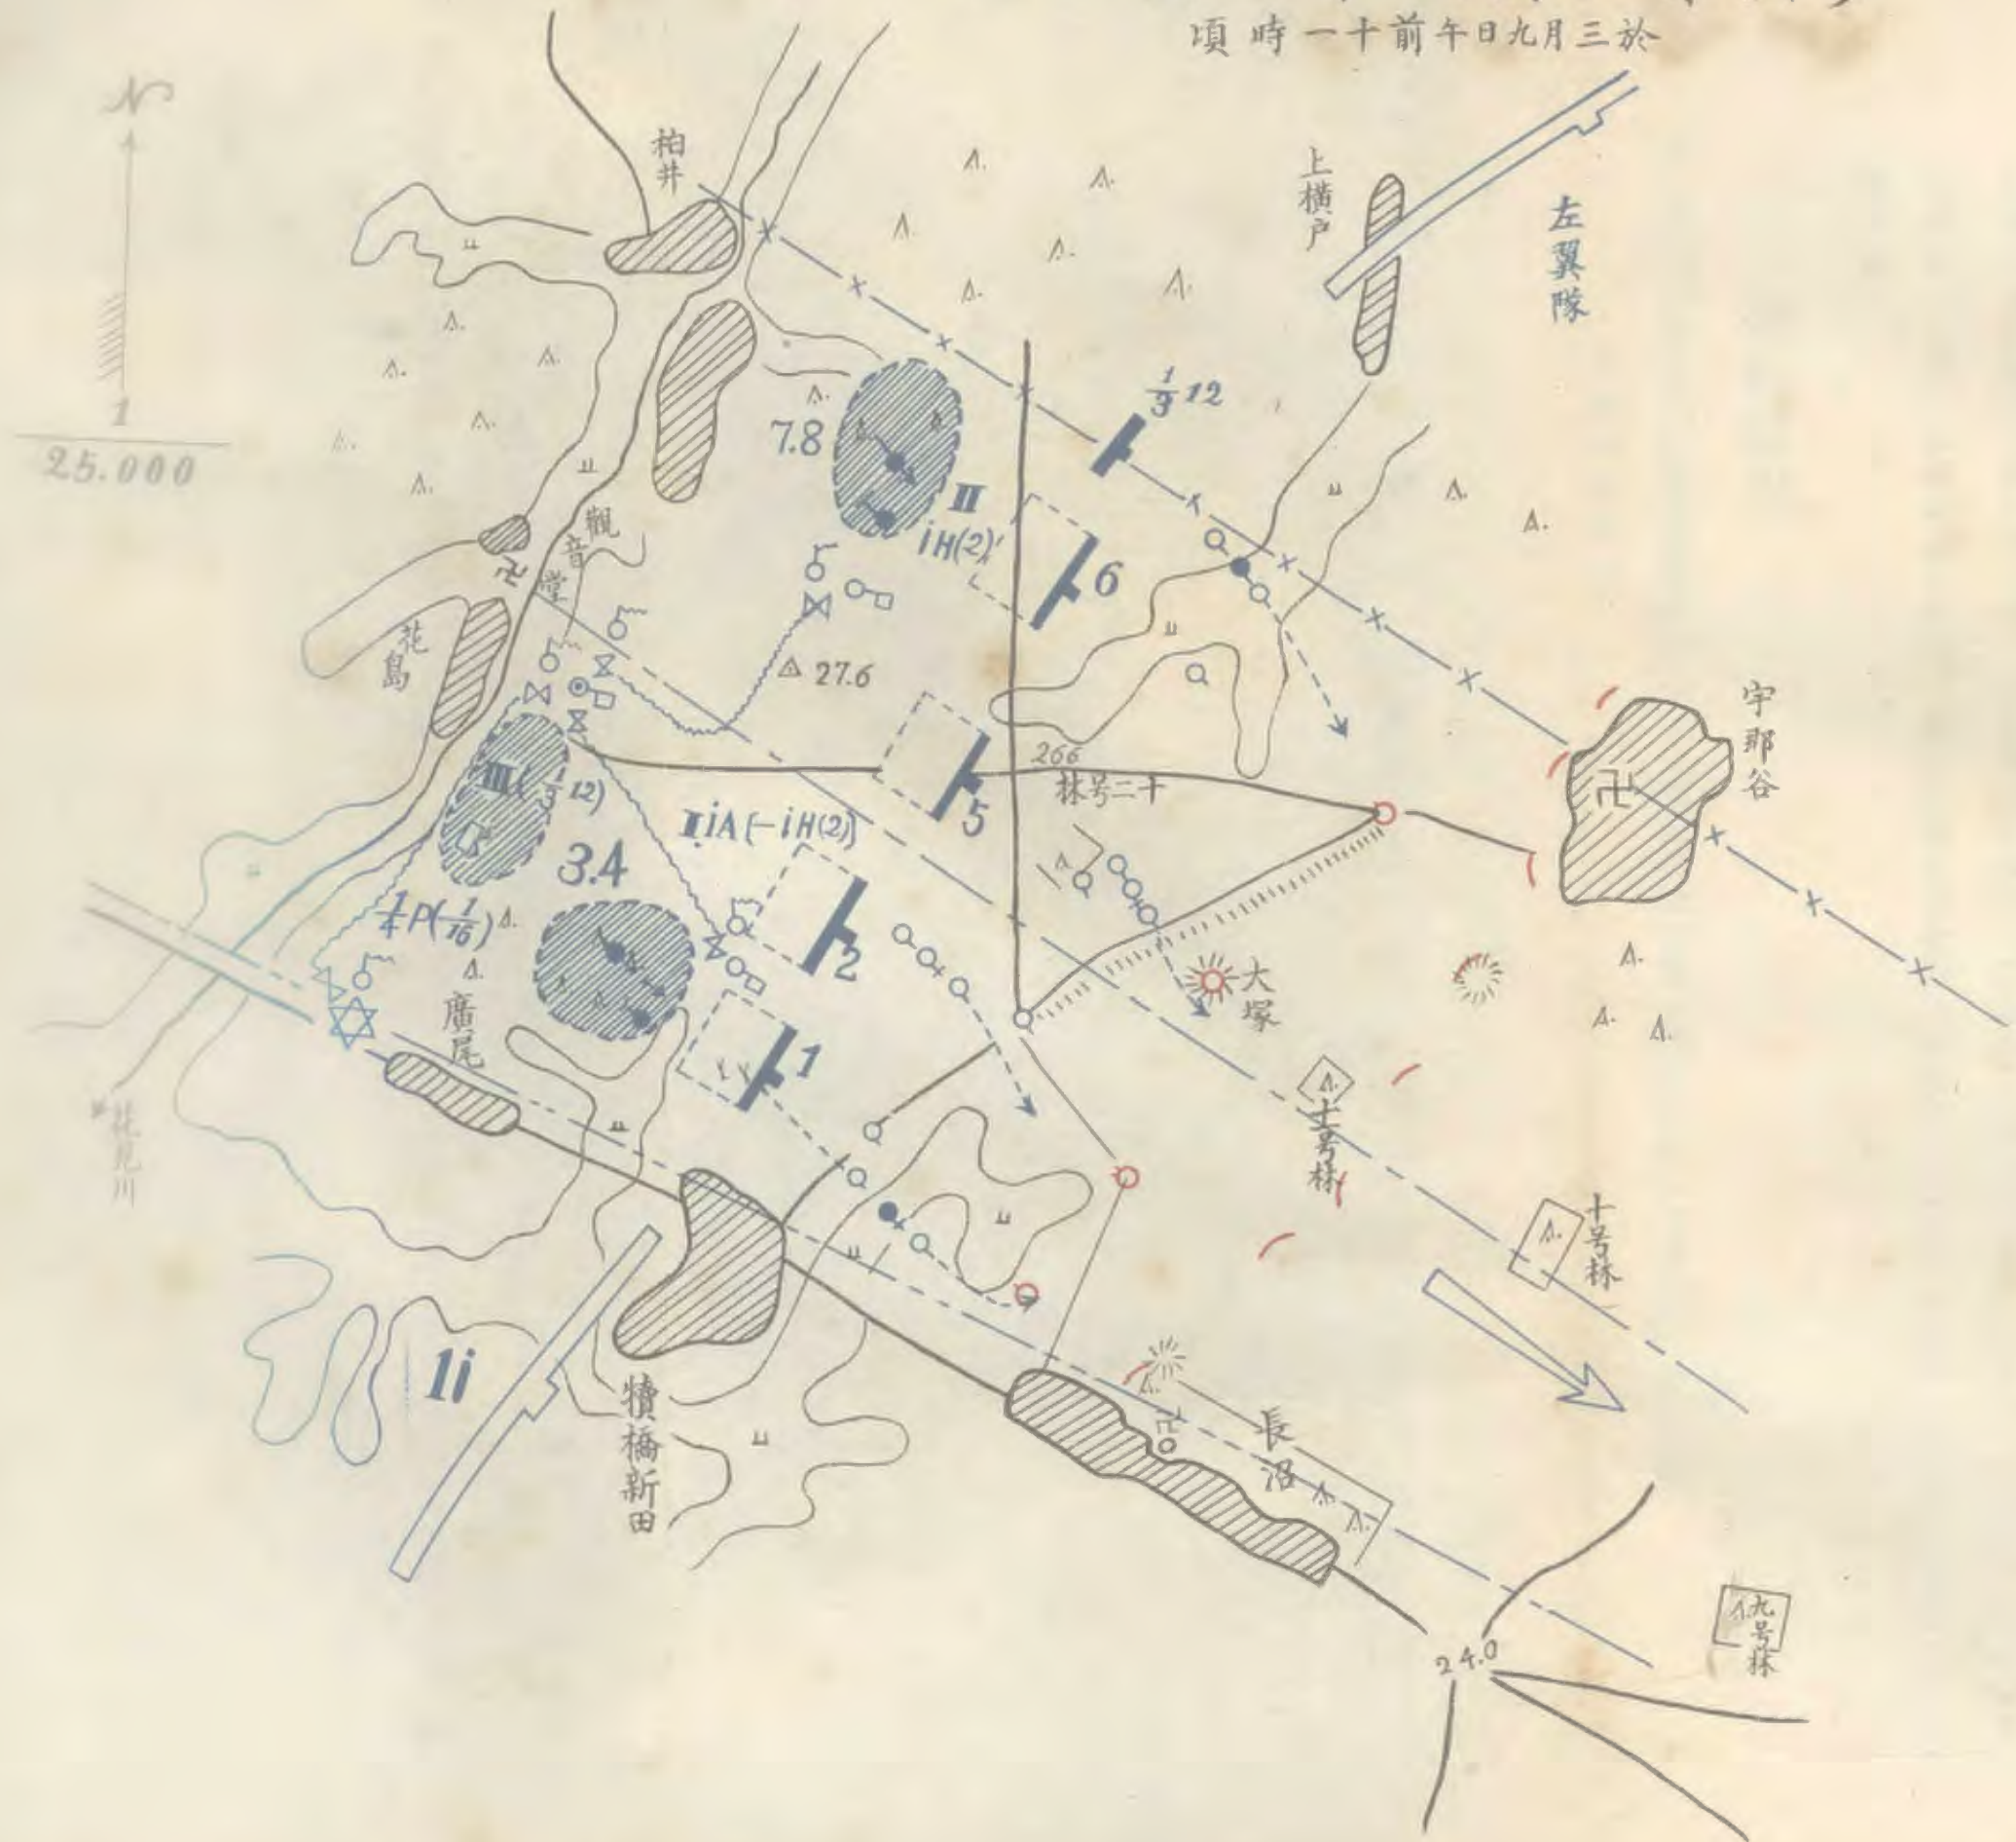 於三月九日午前十一時頃
N
1
25.000
柏井
上橫戸
左翼隊
1/3 12
7.8
II
iH(2)
6
觀音堂
花島
27.6
宇那谷
266
十二号林
5
III(-1/3 12)
IIiA(-iH(2))
3.4
2
1/4 P(-1/16)
大塚
廣尾
1
十一号林
花見川
十号林
1i
犢橋新田
長沼
九号林
24.0